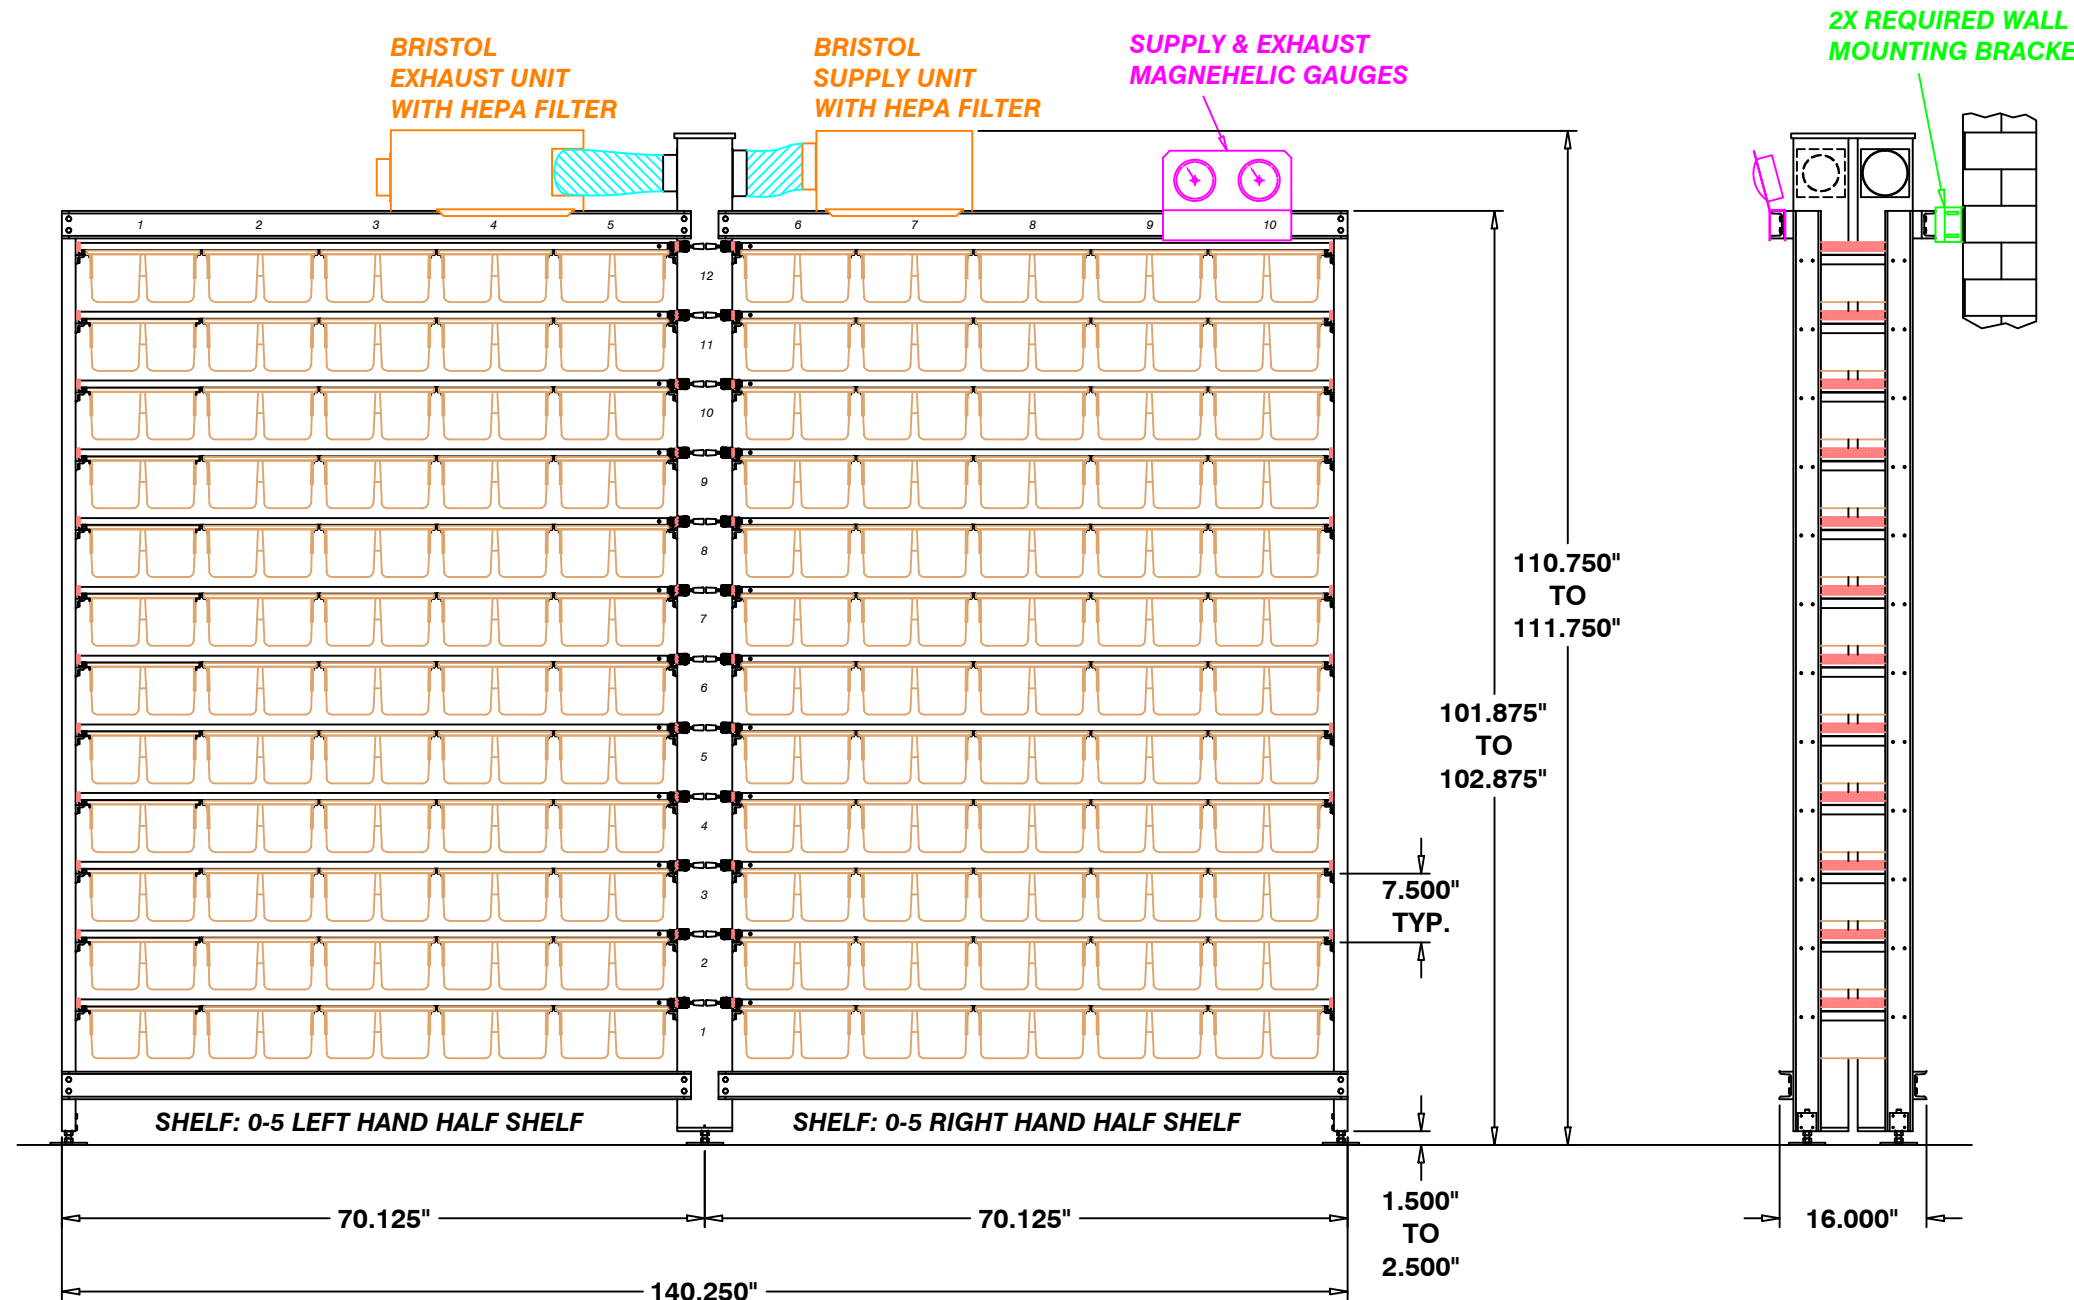 BRISTOL
EXHAUST UNIT
WITH HEPA FILTER
BRISTOL
SUPPLY UNIT
WITH HEPA FILTER
SUPPLY & EXHAUST
MAGNEHELIC GAUGES
2X REQUIRED WALL
MOUNTING BRACKE
1 2 3 4 5 6 7 8 9 10
12
11
10
9
8
7
6
5
4
3
2
1
110.750"
TO
111.750"
101.875"
TO
102.875"
7.500"
TYP.
SHELF: 0-5 LEFT HAND HALF SHELF
SHELF: 0-5 RIGHT HAND HALF SHELF
1.500"
TO
2.500"
70.125"
70.125"
16.000"
140.250"